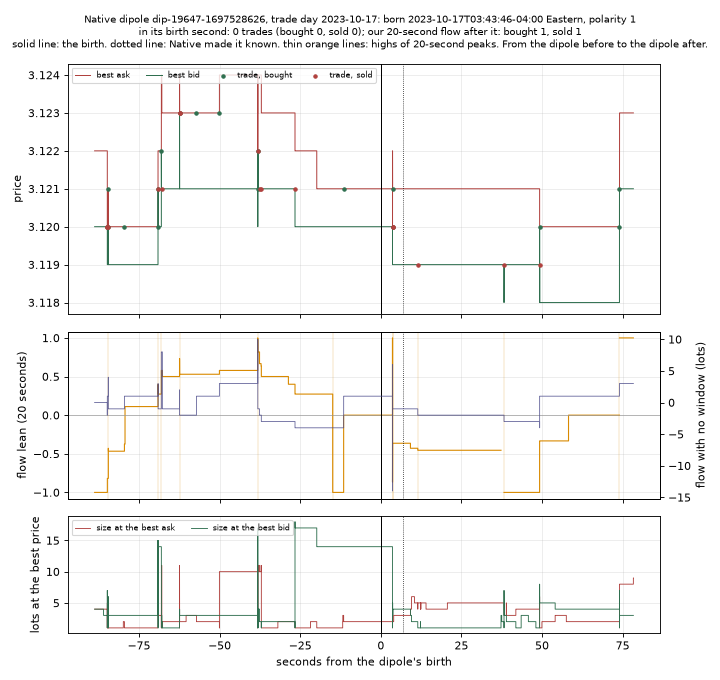 Native dipole dip-19647-1697528626, trade day 2023-10-17: born 2023-10-17T03:43:46-04:00 Eastern, polarity 1
in its birth second: 0 trades (bought 0, sold 0); our 20-second flow after it: bought 1, sold 1
solid line: the birth. dotted line: Native made it known. thin orange lines: highs of 20-second peaks. From the dipole before to the dipole after.
best ask
best bid
trade, bought
trade, sold
3.124
3.123
3.122
3.121
3.120
3.119
3.118
price
1.0
0.5
0.0
−0.5
−1.0
flow lean (20 seconds)
10
5
0
−5
−10
−15
flow with no window (lots)
size at the best ask
size at the best bid
15
10
5
lots at the best price
−75
−50
−25
0
25
50
75
seconds from the dipole's birth